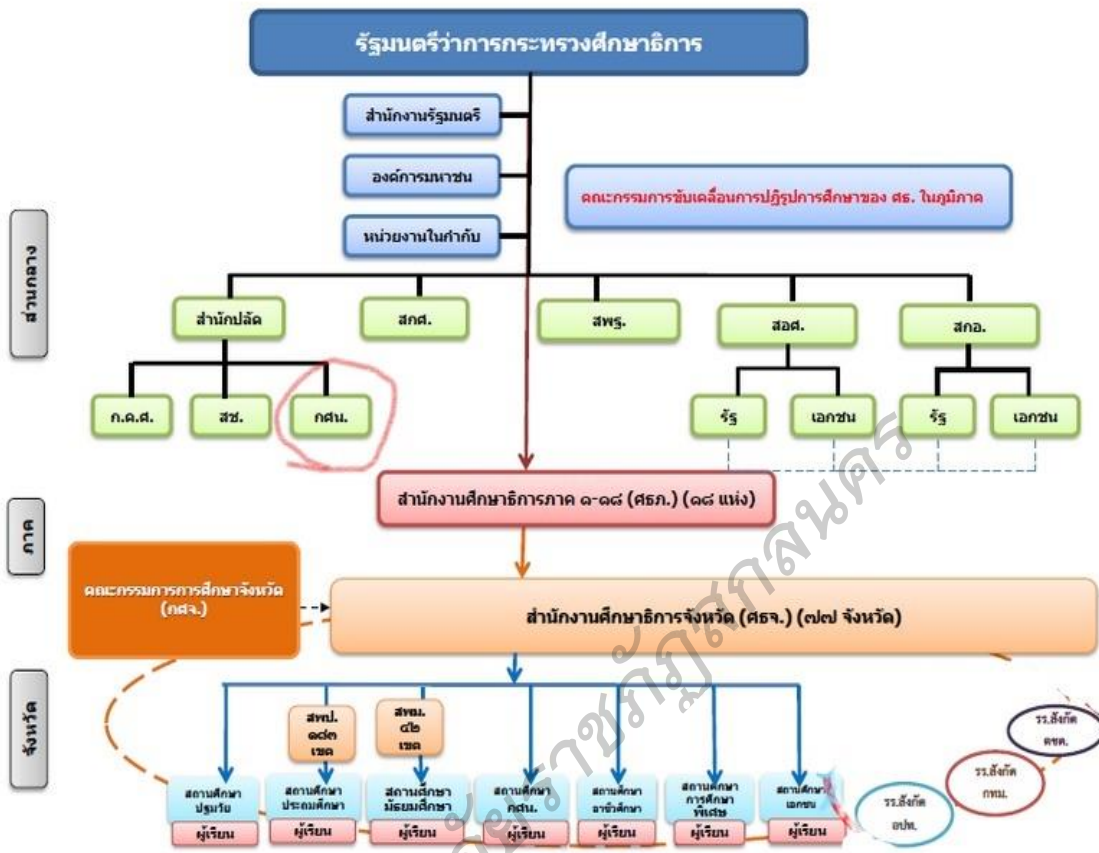 รัฐมนตรีว่าการกระทรวงศึกษาธิการ
สำนักงานรัฐมนตรี
องค์การมหาชน
คณะกรรมการขับเคลื่อนการปฏิรูปการศึกษาของ ศธ. ในภูมิภาค
หน่วยงานในกำกับ
ส่วนกลาง
สำนักปลัด
สกศ.
สพฐ.
สอศ.
สกอ.
ก.ค.ศ.
สช.
กศน.
รัฐ
เอกชน
รัฐ
เอกชน
ภาค
สำนักงานศึกษาธิการภาค ๑-๑๘ (ศธภ.) (๑๘ แห่ง)
คณะกรรมการการศึกษาจังหวัด
(กศจ.)
สำนักงานศึกษาธิการจังหวัด (ศธจ.) (๗๗ จังหวัด)
จังหวัด
สพป.
๑๘๓
เขต
สพม.
๔๒
เขต
สถานศึกษา
ปฐมวัย
ผู้เรียน
สถานศึกษา
ประถมศึกษา
ผู้เรียน
สถานศึกษา
มัธยมศึกษา
ผู้เรียน
สถานศึกษา
กศน.
ผู้เรียน
สถานศึกษา
อาชีวศึกษา
ผู้เรียน
สถานศึกษา
การศึกษา
พิเศษ
ผู้เรียน
สถานศึกษา
เอกชน
ผู้เรียน
รร.สังกัด
อปท.
รร.สังกัด
กทม.
รร.สังกัด
ตชด.
ราชภัฏสกลนคร